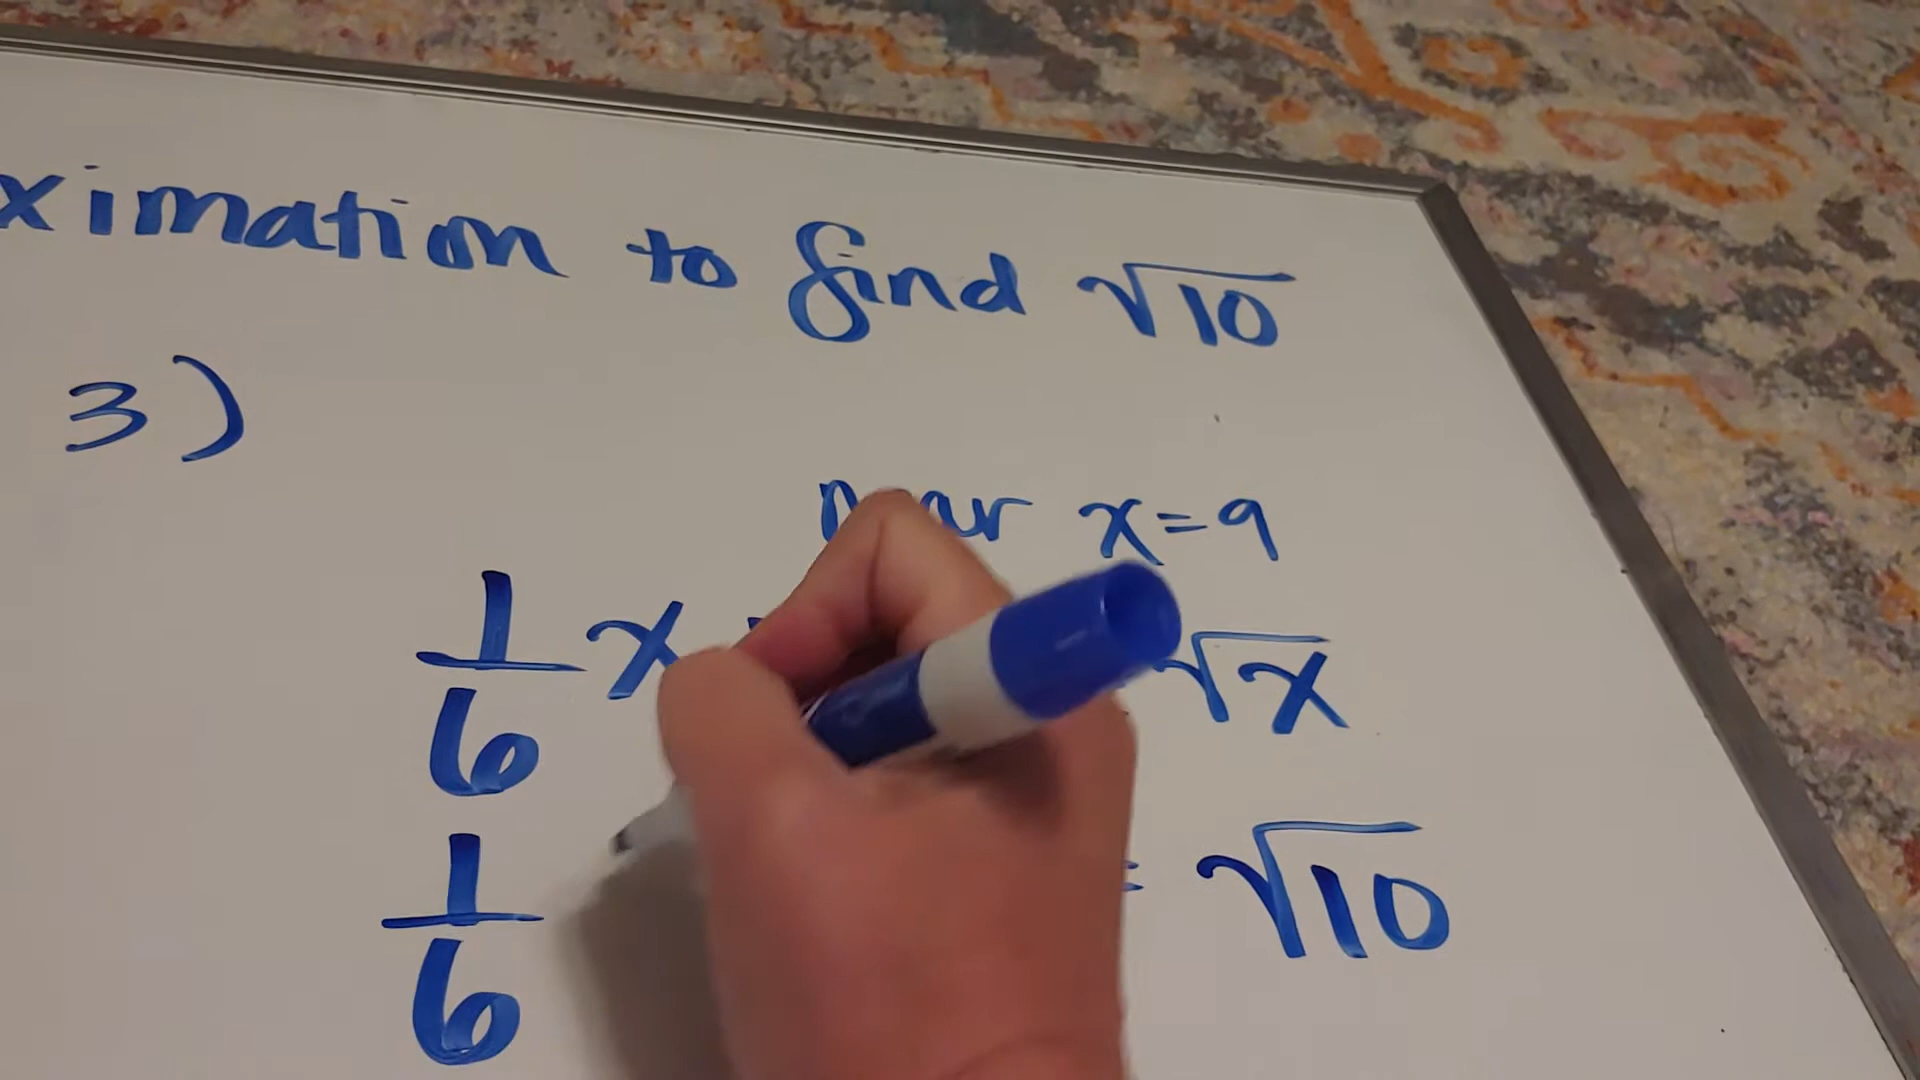 ximation to find √10
3)
x=9
1/6 x √x
1/6 = √10